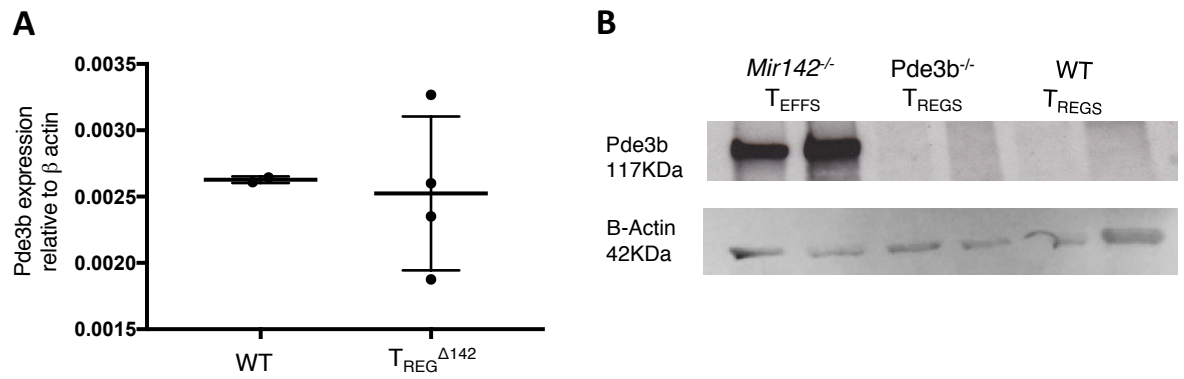 A
Pde3b expression
relative to β actin
0.0035
0.0030
0.0025
0.0020
0.0015
WT
TREGΔ142
B
Mir142-/-
TEFFS
Pde3b-/-
TREGS
WT
TREGS
Pde3b
117KDa
B-Actin
42KDa